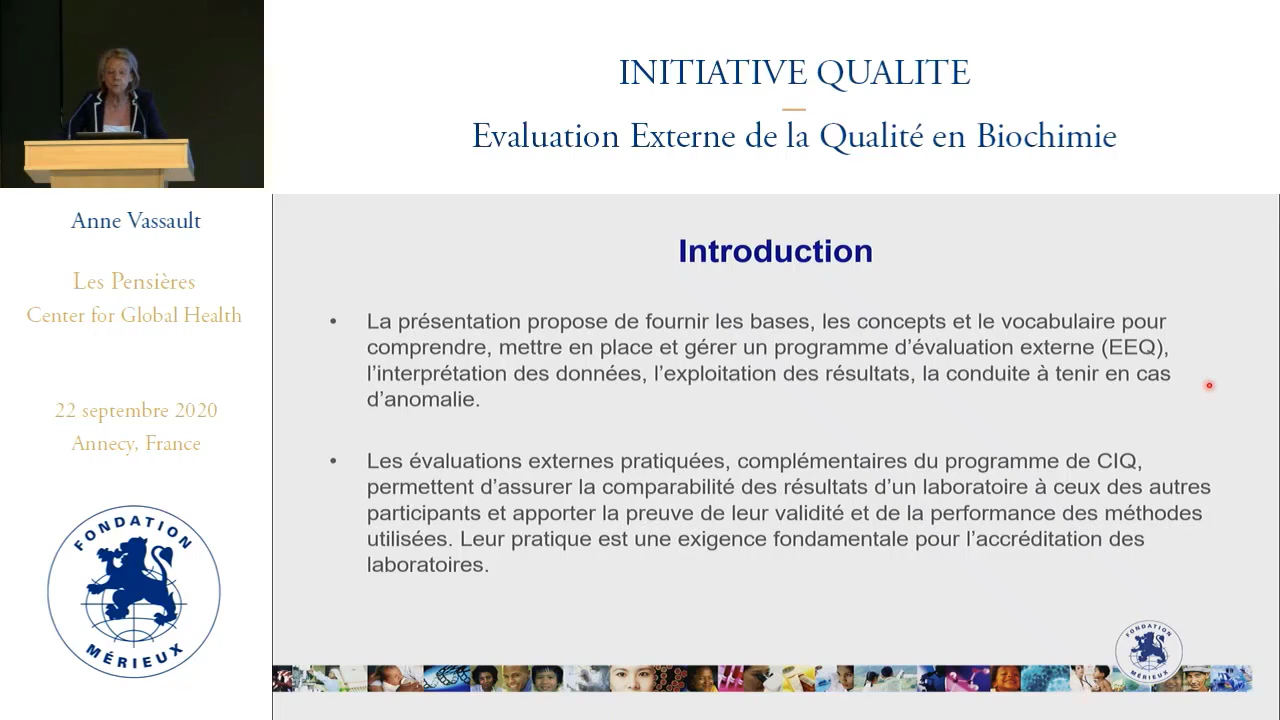 INITIATIVE QUALITE
Evaluation Externe de la Qualité en Biochimie
Anne Vassault
Les Pensières
Center for Global Health
22 septembre 2020
Annecy, France
FONDATION
MÉRIEUX
Introduction
• La présentation propose de fournir les bases, les concepts et le vocabulaire pour
comprendre, mettre en place et gérer un programme d’évaluation externe (EEQ),
l’interprétation des données, l’exploitation des résultats, la conduite à tenir en cas
d’anomalie.
• Les évaluations externes pratiquées, complémentaires du programme de CIQ,
permettent d’assurer la comparabilité des résultats d’un laboratoire à ceux des autres
participants et apporter la preuve de leur validité et de la performance des méthodes
utilisées. Leur pratique est une exigence fondamentale pour l’accréditation des
laboratoires.
FONDATION
MÉRIEUX